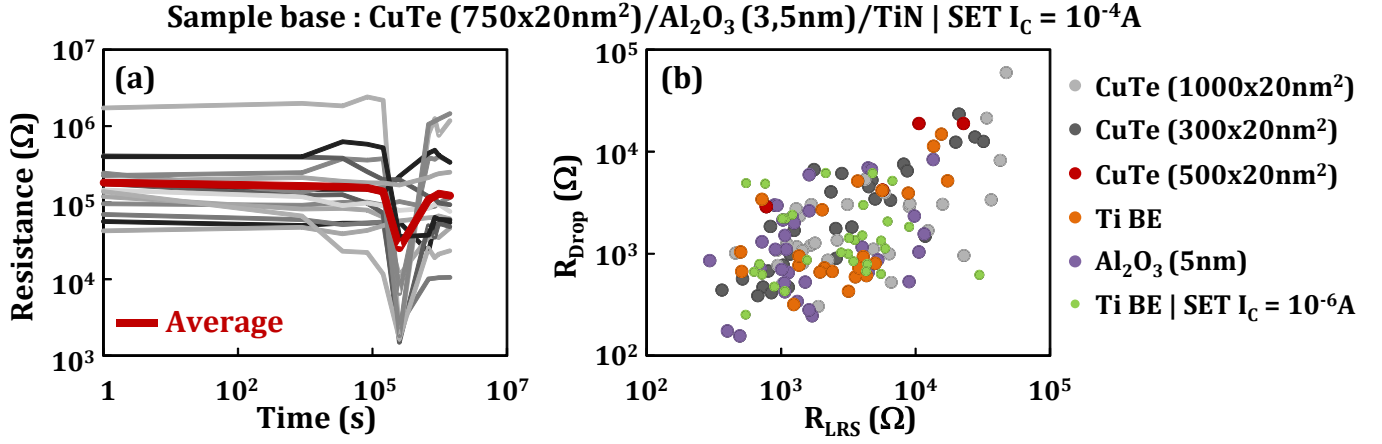 Sample base : CuTe (750x20nm²)/Al₂O₃ (3,5nm)/TiN | SET I_C = 10⁻⁴A
(a)
Resistance (Ω)
10⁷
10⁶
10⁵
10⁴
10³
Average
1
10²
10⁵
10⁷
Time (s)
(b)
R_Drop (Ω)
10⁵
10⁴
10³
10²
10²
10³
10⁴
10⁵
R_LRS (Ω)
CuTe (1000x20nm²)
CuTe (300x20nm²)
CuTe (500x20nm²)
Ti BE
Al₂O₃ (5nm)
Ti BE | SET I_C = 10⁻⁶A